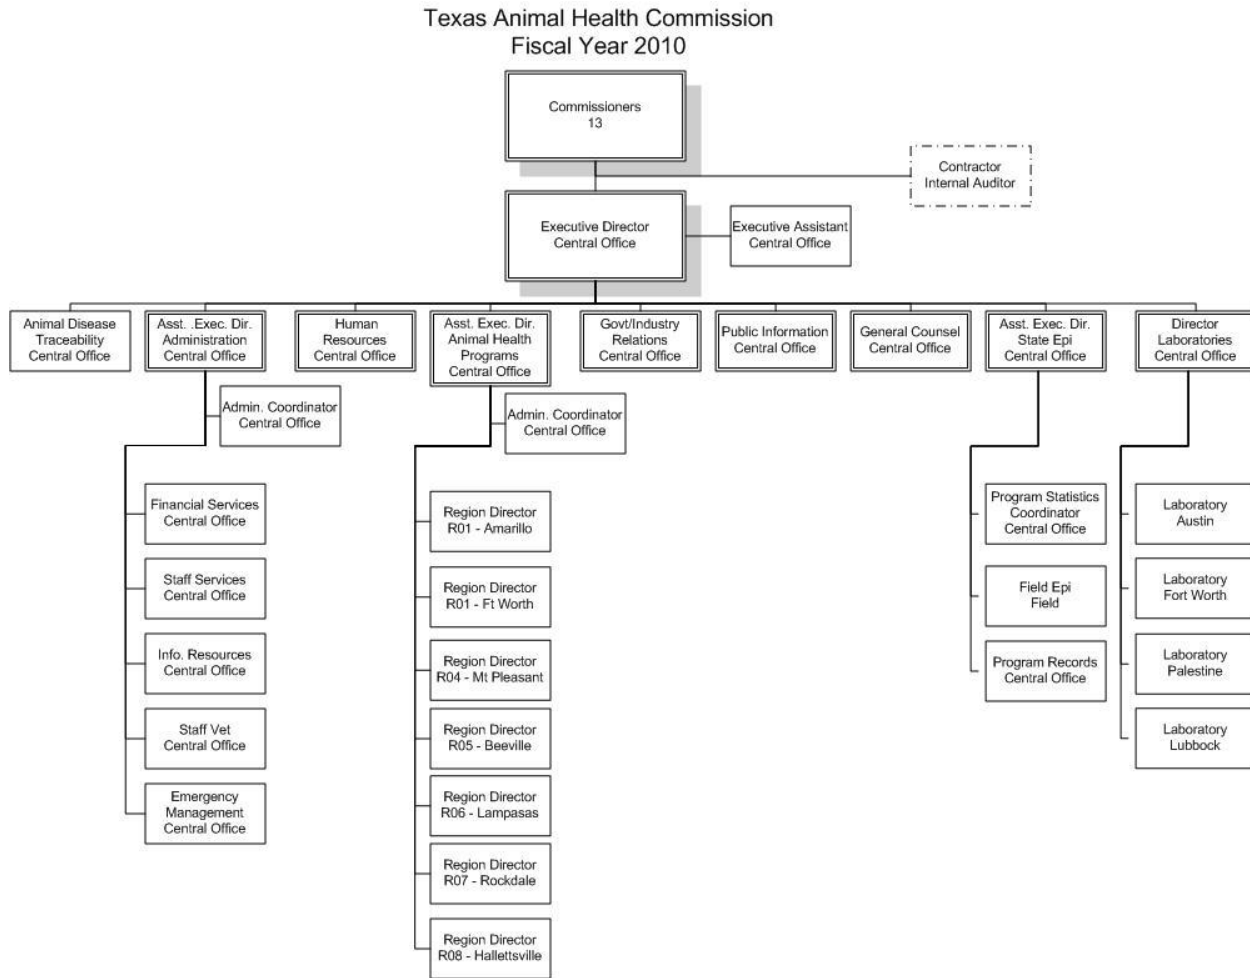 Texas Animal Health Commission
Fiscal Year 2010
Commissioners
13
Contractor
Internal Auditor
Executive Director
Central Office
Executive Assistant
Central Office
Animal Disease
Traceability
Central Office
Asst. .Exec. Dir.
Administration
Central Office
Human
Resources
Central Office
Asst. Exec. Dir.
Animal Health
Programs
Central Office
Govt/Industry
Relations
Central Office
Public Information
Central Office
General Counsel
Central Office
Asst. Exec. Dir.
State Epi
Central Office
Director
Laboratories
Central Office
Admin. Coordinator
Central Office
Admin. Coordinator
Central Office
Financial Services
Central Office
Staff Services
Central Office
Info. Resources
Central Office
Staff Vet
Central Office
Emergency
Management
Central Office
Region Director
R01 - Amarillo
Region Director
R01 - Ft Worth
Region Director
R04 - Mt Pleasant
Region Director
R05 - Beeville
Region Director
R06 - Lampasas
Region Director
R07 - Rockdale
Region Director
R08 - Hallettsville
Program Statistics
Coordinator
Central Office
Field Epi
Field
Program Records
Central Office
Laboratory
Austin
Laboratory
Fort Worth
Laboratory
Palestine
Laboratory
Lubbock